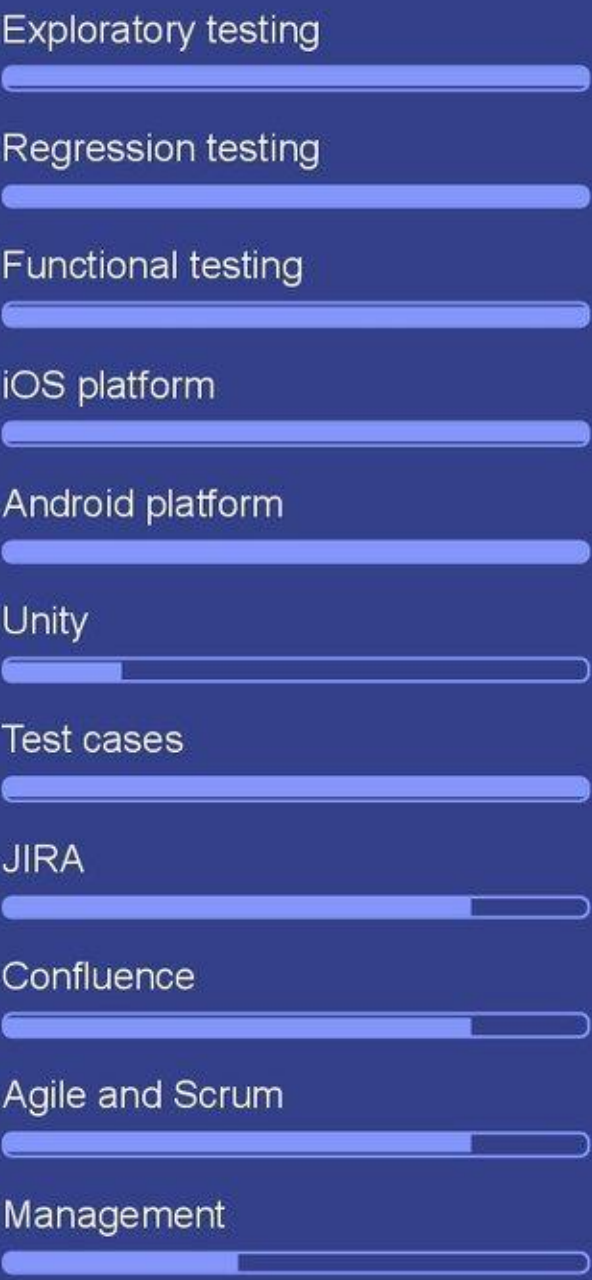 Exploratory testing
Regression testing
Functional testing
iOS platform
Android platform
Unity
Test cases
JIRA
Confluence
Agile and Scrum
Management